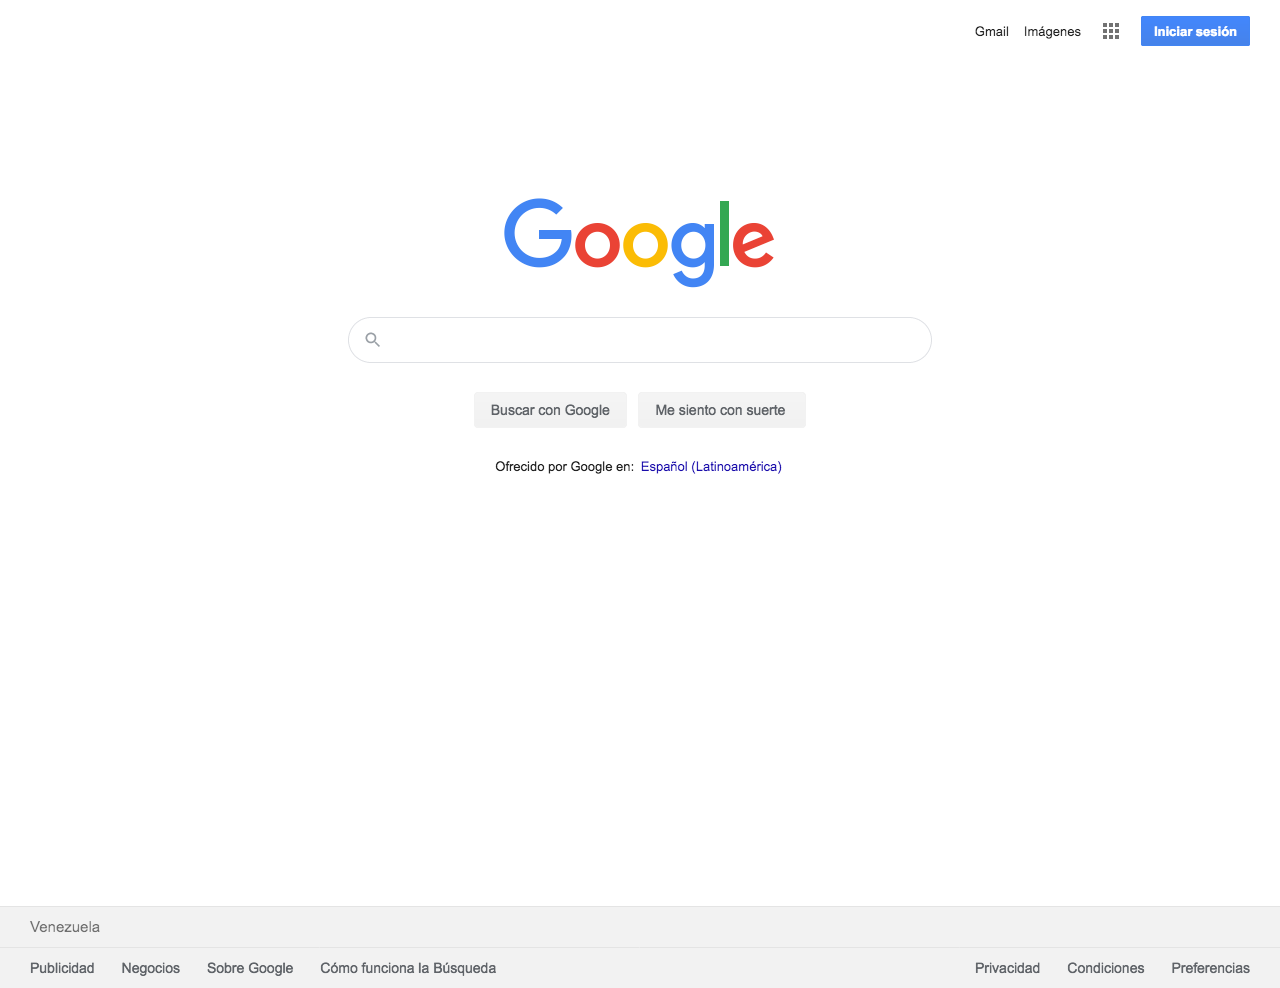 Gmail Imágenes Iniciar sesión
Google
Buscar con Google Me siento con suerte
Ofrecido por Google en: Español (Latinoamérica)
Venezuela
Publicidad Negocios Sobre Google Cómo funciona la Búsqueda Privacidad Condiciones Preferencias